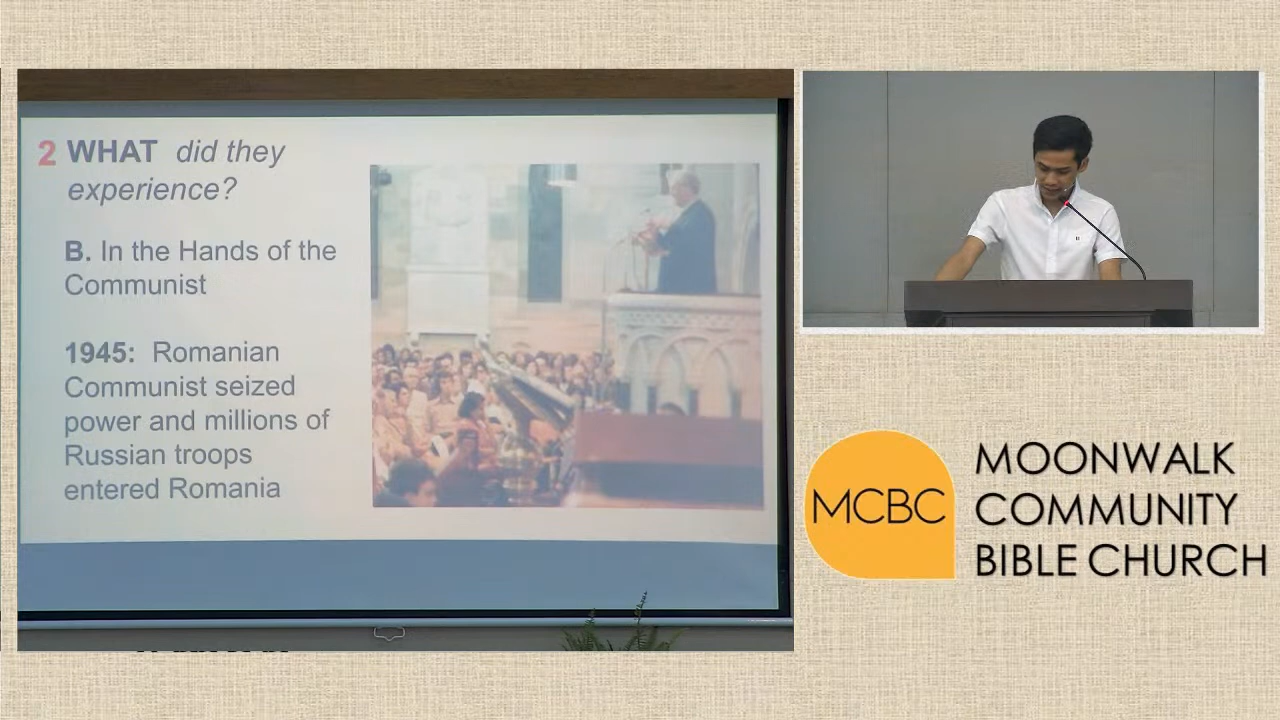 2 WHAT did they
experience?
B. In the Hands of the
Communist
1945: Romanian
Communist seized
power and millions of
Russian troops
entered Romania
MCBC
MOONWALK
COMMUNITY
BIBLE CHURCH